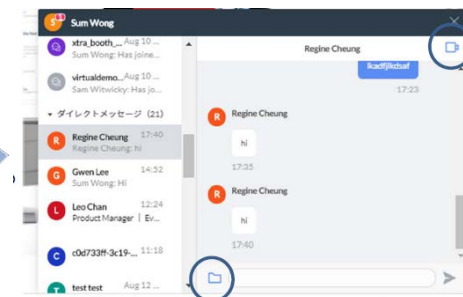 Sum Wong
xtra_booth_... Aug 10 ...
Sum Wong: Has joine...
virtualdemo... Aug 10 ...
Sam Witwicky: Has jo...
ダイレクトメッセージ (21)
Regine Cheung 17:40
Regine Cheung: hi
Gwen Lee 14:52
Sum Wong: Hi
Leo Chan 12:24
Product Manager | Ev...
c0d733ff-3c19-... 11:18
test test Aug 12 ...
Regine Cheung
lkadfjlkdsaf
17:23
R Regine Cheung
hi
17:35
R Regine Cheung
hi
17:40